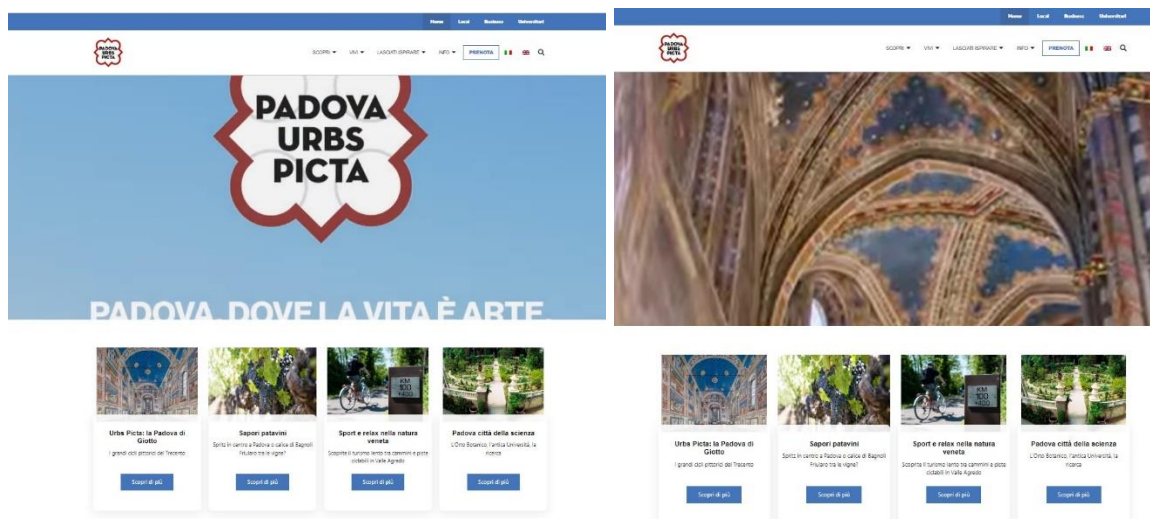 Home Local Business Universitari
PADOVA
URBS
PICTA
SCOPRI VIVI LASCIATI ISPIRARE INFO PRENOTA
PADOVA
URBS
PICTA
PADOVA, DOVE LA VITA È ARTE.
KM
100
Urbs Picta: la Padova di
Giotto
I grandi cicli pittorici del Trecento
Scopri di più
Sapori patavini
Spritz in centro a Padova o calice di Bagnoli
Friularo tra le vigne?
Scopri di più
Sport e relax nella natura
veneta
Scoprite il turismo lento tra cammini e piste
ciclabili in Valle Agredo
Scopri di più
Padova città della scienza
L'Orto Botanico, l'antica Università, la
ricerca
Scopri di più
Home Local Business Universitari
PADOVA
URBS
PICTA
SCOPRI VIVI LASCIATI ISPIRARE INFO PRENOTA
KM
100
Urbs Picta: la Padova di
Giotto
I grandi cicli pittorici del Trecento
Scopri di più
Sapori patavini
Spritz in centro a Padova o calice di Bagnoli
Friularo tra le vigne?
Scopri di più
Sport e relax nella natura
veneta
Scoprite il turismo lento tra cammini e piste
ciclabili in Valle Agredo
Scopri di più
Padova città della scienza
L'Orto Botanico, l'antica Università, la
ricerca
Scopri di più